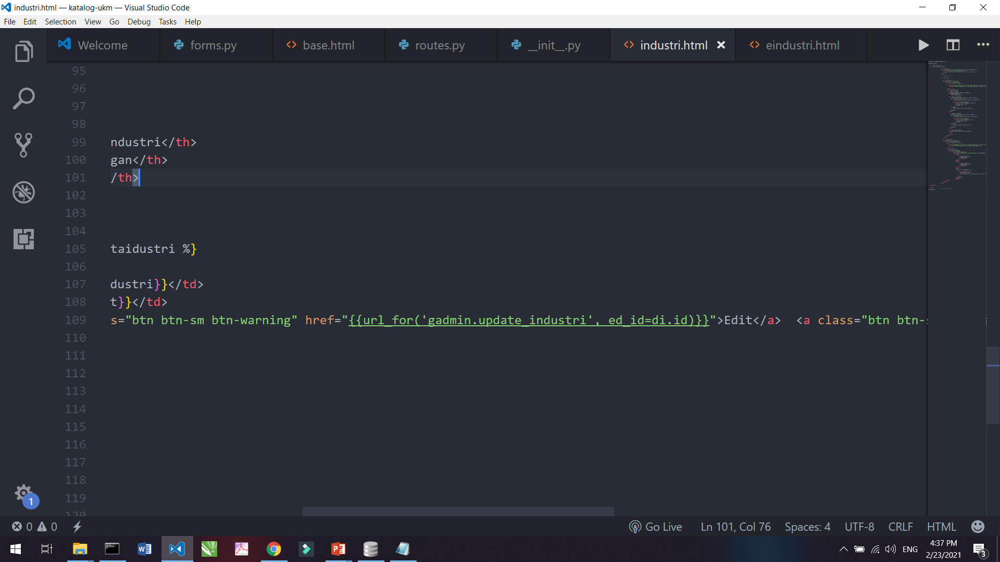 industri.html — katalog-ukm — Visual Studio Code
File Edit Selection View Go Debug Tasks Help
Welcome forms.py base.html routes.py __init__.py industri.html eindustri.html
95
96
97
98
99 ndustri</th>
100 gan</th>
101 /th>
102
103
104
105 taidustri %}
106
107 dustri}}</td>
108 t}}</td>
109 s="btn btn-sm btn-warning" href="{{url_for('gadmin.update_industri', ed_id=di.id)}}">Edit</a>  <a class="btn btn-
110
111
112
113
114
115
116
117
118
119
120
1
0 0 Go Live Ln 101, Col 76 Spaces: 4 UTF-8 CRLF HTML
ENG 4:37 PM
2/23/2021 3